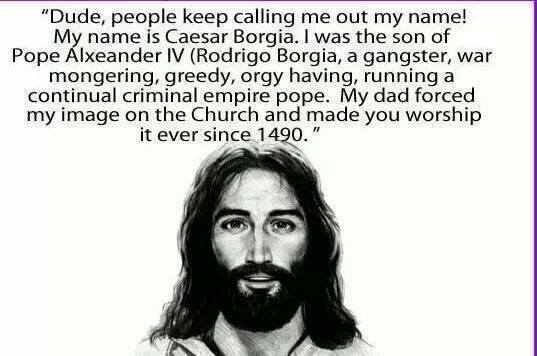 "Dude, people keep calling me out my name!
My name is Caesar Borgia. I was the son of
Pope Alxeander IV (Rodrigo Borgia, a gangster, war
mongering, greedy, orgy having, running a
continual criminal empire pope.  My dad forced
my image on the Church and made you worship
it ever since 1490. "